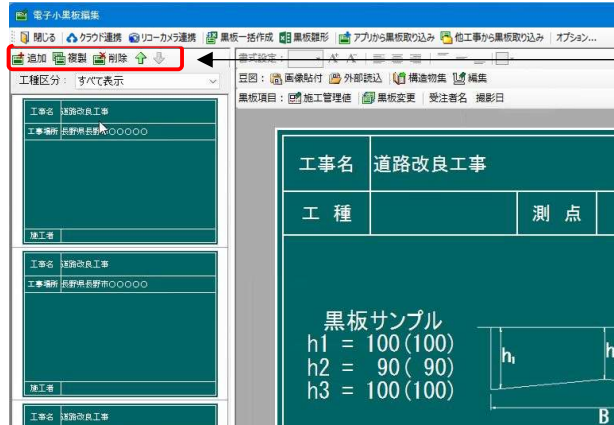 電子小黒板編集
閉じる クラウド連携 リコーカメラ連携 黒板一括作成 黒板雛形 アプリから黒板取り込み 他工事から黒板取り込み オプション...
追加 複製 削除
書式設定:
工種区分: すべて表示
豆図: 画像貼付 外部読込 構造物集 編集
黒板項目: 施工管理値 黒板変更 受注者名 撮影日
工事名 道路改良工事
工事場所 長野県長野市○○○○○
施工者
工事名 道路改良工事
工事場所 長野県長野市○○○○○
施工者
工事名 道路改良工事
工事名 道路改良工事
工種 測点
黒板サンプル
h1 = 100(100)
h2 = 90( 90)
h3 = 100(100)
h₁
h
B